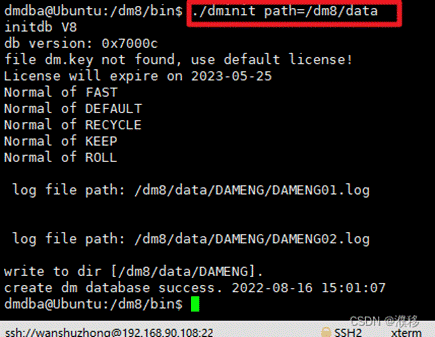 dmdba@Ubuntu:/dm8/bin$ ./dminit path=/dm8/data
initdb V8
db version: 0x7000c
file dm.key not found, use default license!
License will expire on 2023-05-25
Normal of FAST
Normal of DEFAULT
Normal of RECYCLE
Normal of KEEP
Normal of ROLL
log file path: /dm8/data/DAMENG/DAMENG01.log
log file path: /dm8/data/DAMENG/DAMENG02.log
write to dir [/dm8/data/DAMENG].
create dm database success. 2022-08-16 15:01:07
dmdba@Ubuntu:/dm8/bin$
CSDN @濮移
ssh://wanshuzhong@192.168.90.108:22 SSH2 xterm